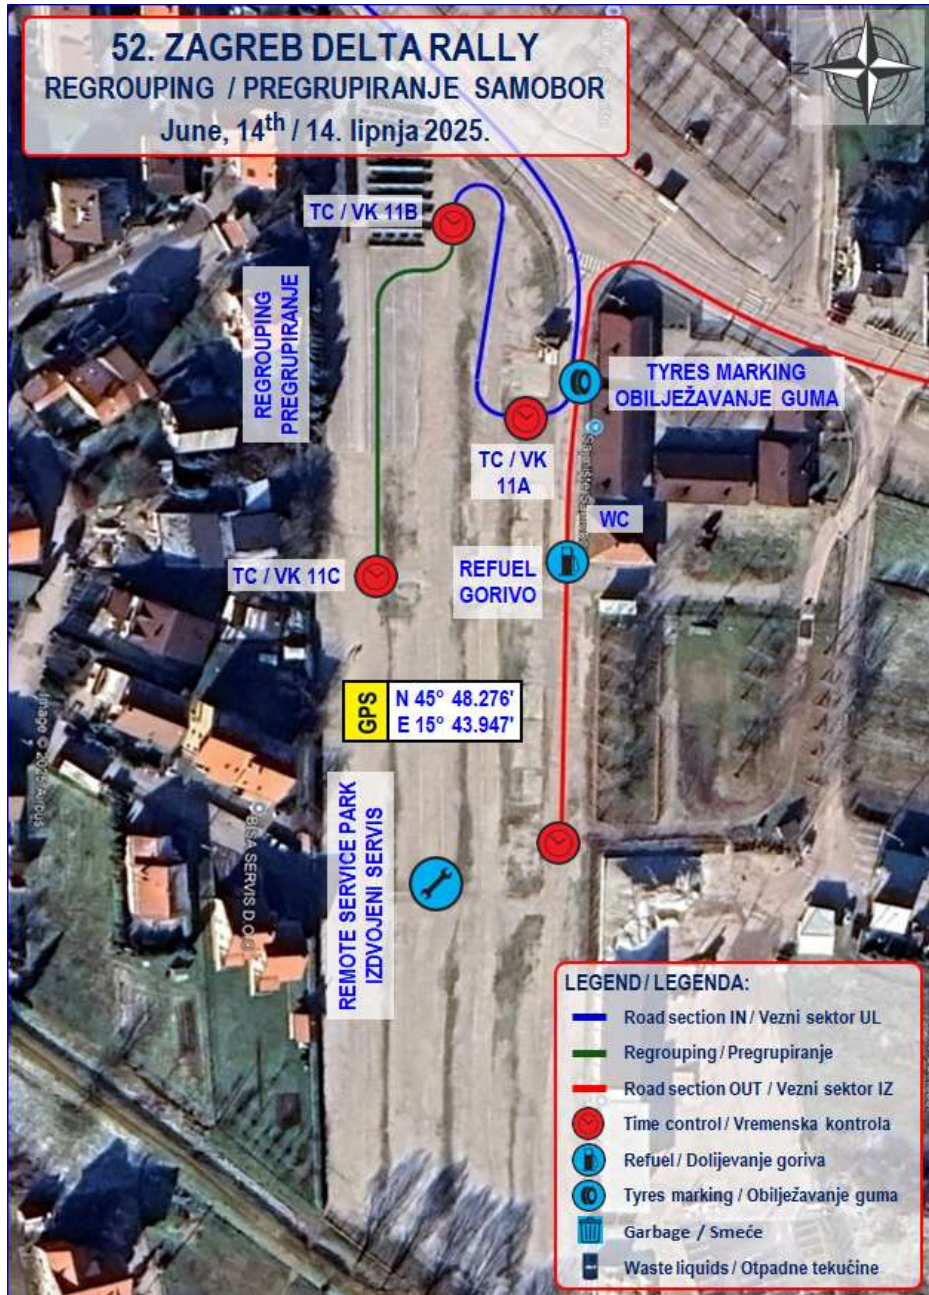 52. ZAGREB DELTA RALLY
REGROUPING / PREGRUPIRANJE SAMOBOR
June, 14th / 14. lipnja 2025.
N
TC / VK 11B
REGROUPING
PREGRUPIRANJE
TYRES MARKING
OBILJEŽAVANJE GUMA
TC / VK
11A
WC
TC / VK 11C
REFUEL
GORIVO
GPS
N 45° 48.276'
E 15° 43.947'
BIŠA SERVIS D.O.O
REMOTE SERVICE PARK
IZDVOJENI SERVIS
LEGEND / LEGENDA:
Road section IN / Vezni sektor UL
Regrouping / Pregrupiranje
Road section OUT / Vezni sektor IZ
Time control / Vremenska kontrola
Refuel / Dolijevanje goriva
Tyres marking / Obilježavanje guma
Garbage / Smeće
Waste liquids / Otpadne tekućine